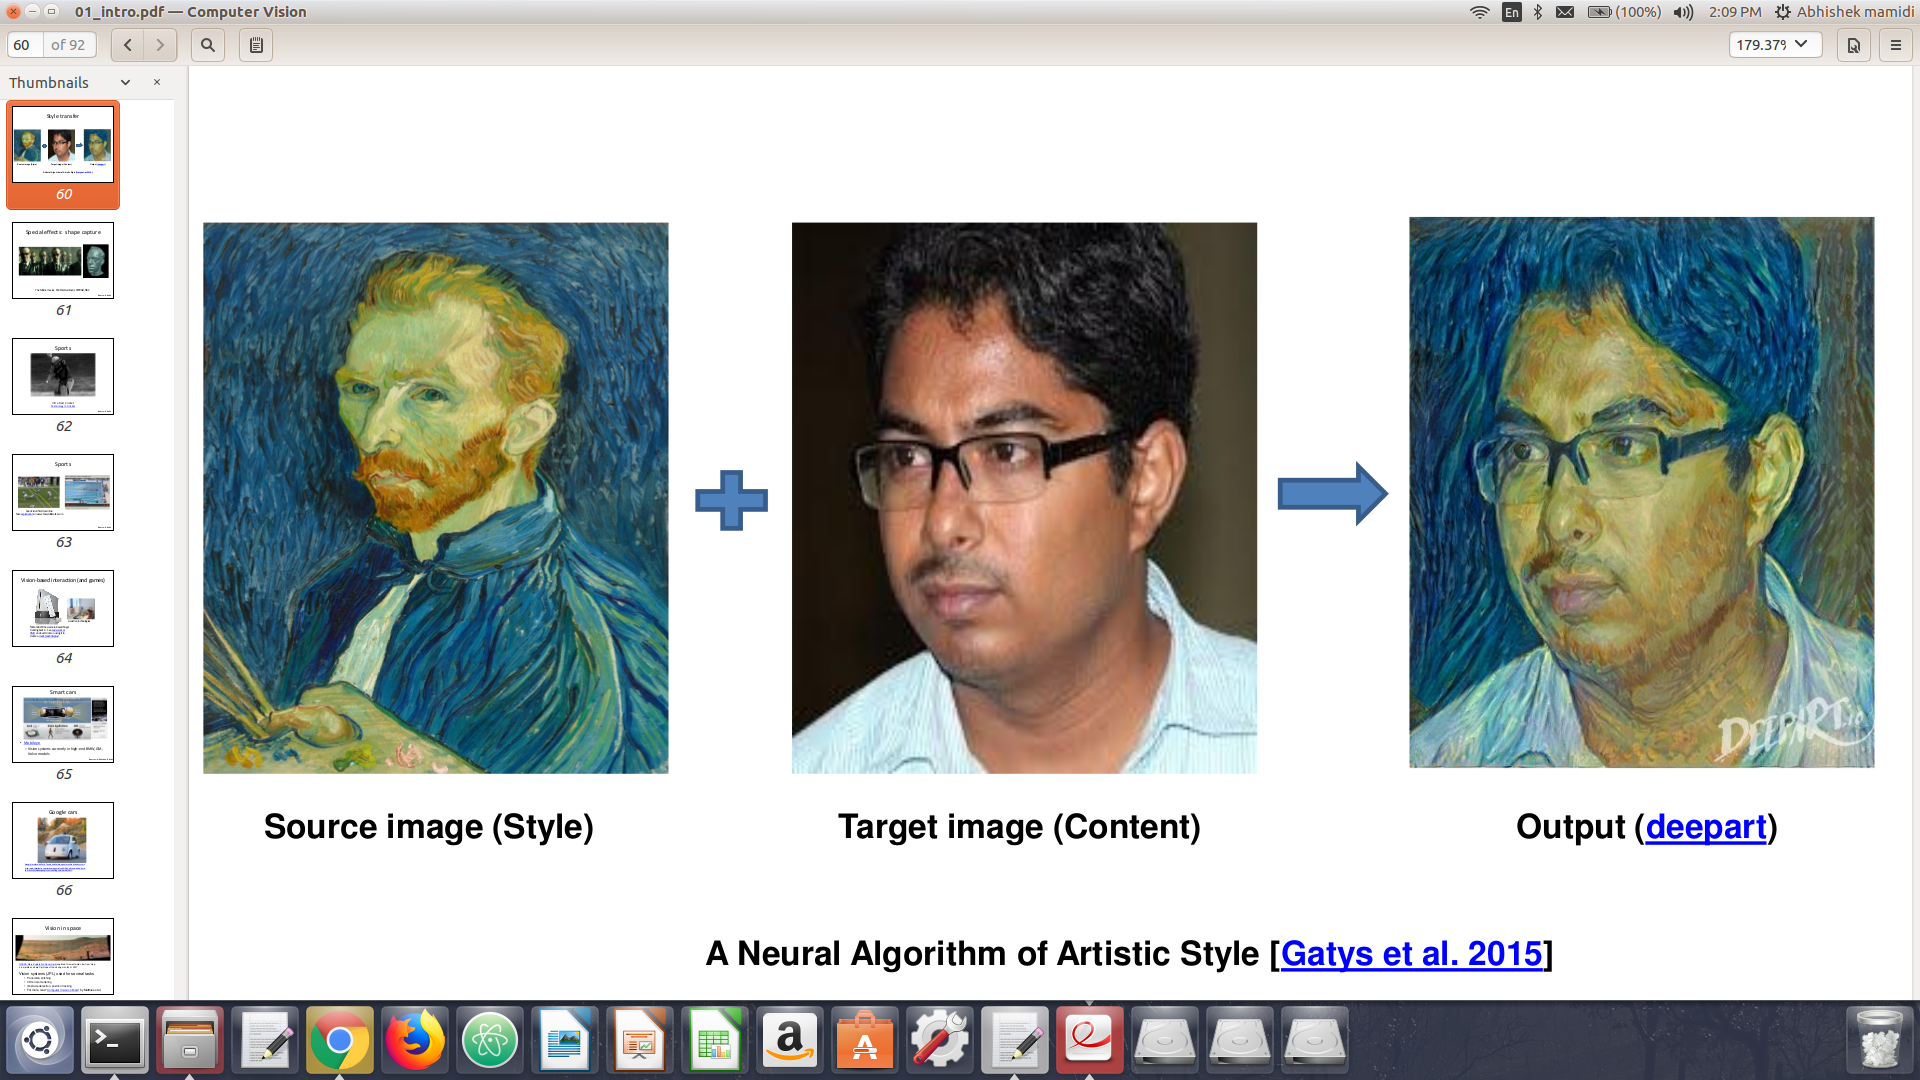 01_intro.pdf — Computer Vision
En
(100%)
2:09 PM
Abhishek mamidi
60
of 92
179.37%
Thumbnails
Style transfer
60
Special effects: shape capture
61
Sports
62
Sports
63
Vision-based interaction (and games)
64
Smart cars
65
Google cars
66
Vision in space
DEEPART.io
Source image (Style)
Target image (Content)
Output (deepart)
A Neural Algorithm of Artistic Style [Gatys et al. 2015]